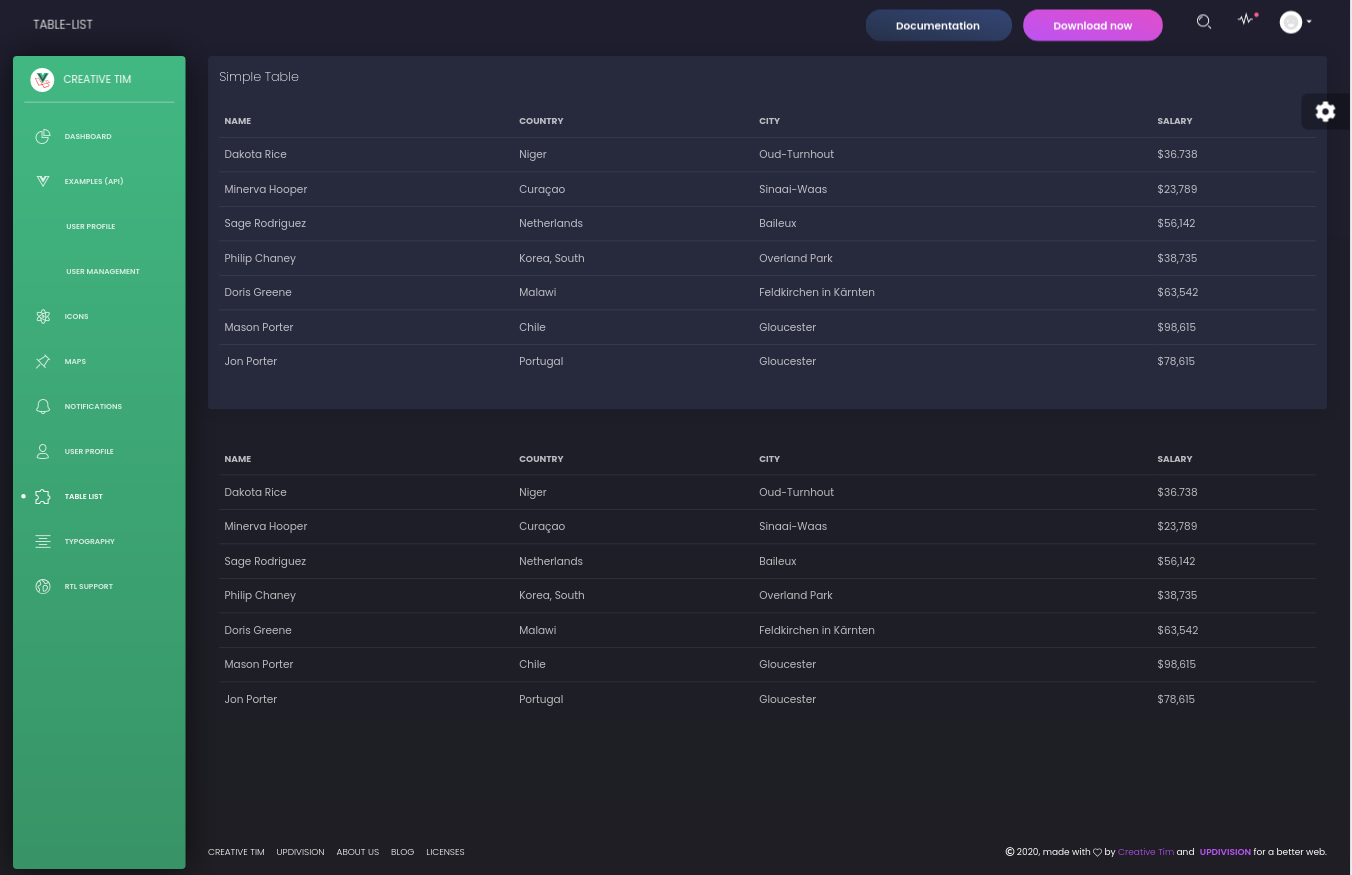 TABLE-LIST Documentation Download now
CREATIVE TIM
DASHBOARD
EXAMPLES (API)
USER PROFILE
USER MANAGEMENT
ICONS
MAPS
NOTIFICATIONS
USER PROFILE
TABLE LIST
TYPOGRAPHY
RTL SUPPORT
Simple Table
NAME COUNTRY CITY SALARY
Dakota Rice Niger Oud-Turnhout $36.738
Minerva Hooper Curaçao Sinaai-Waas $23,789
Sage Rodriguez Netherlands Baileux $56,142
Philip Chaney Korea, South Overland Park $38,735
Doris Greene Malawi Feldkirchen in Kärnten $63,542
Mason Porter Chile Gloucester $98,615
Jon Porter Portugal Gloucester $78,615
NAME COUNTRY CITY SALARY
Dakota Rice Niger Oud-Turnhout $36.738
Minerva Hooper Curaçao Sinaai-Waas $23,789
Sage Rodriguez Netherlands Baileux $56,142
Philip Chaney Korea, South Overland Park $38,735
Doris Greene Malawi Feldkirchen in Kärnten $63,542
Mason Porter Chile Gloucester $98,615
Jon Porter Portugal Gloucester $78,615
CREATIVE TIM UPDIVISION ABOUT US BLOG LICENSES © 2020, made with ♡ by Creative Tim and UPDIVISION for a better web.